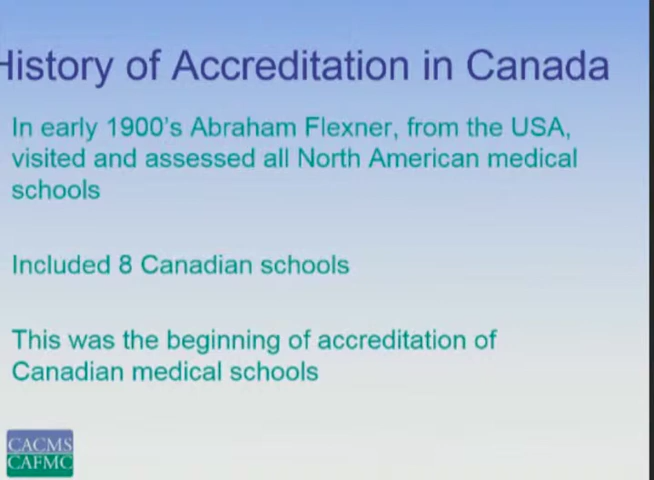 History of Accreditation in Canada
In early 1900's Abraham Flexner, from the USA,
visited and assessed all North American medical
schools
Included 8 Canadian schools
This was the beginning of accreditation of
Canadian medical schools
CACMS
CAFMC